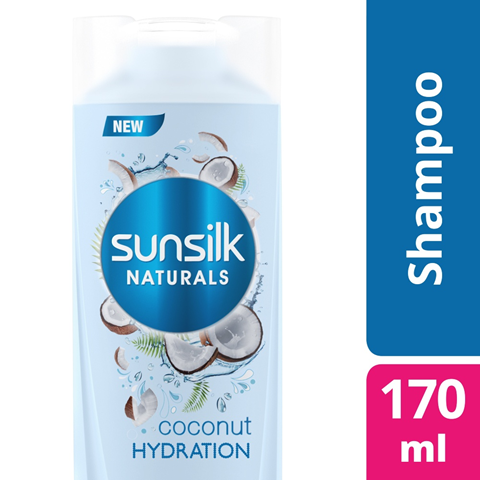 NEW
sunsilk
NATURALS
coconut
HYDRATION
Shampoo
170
ml